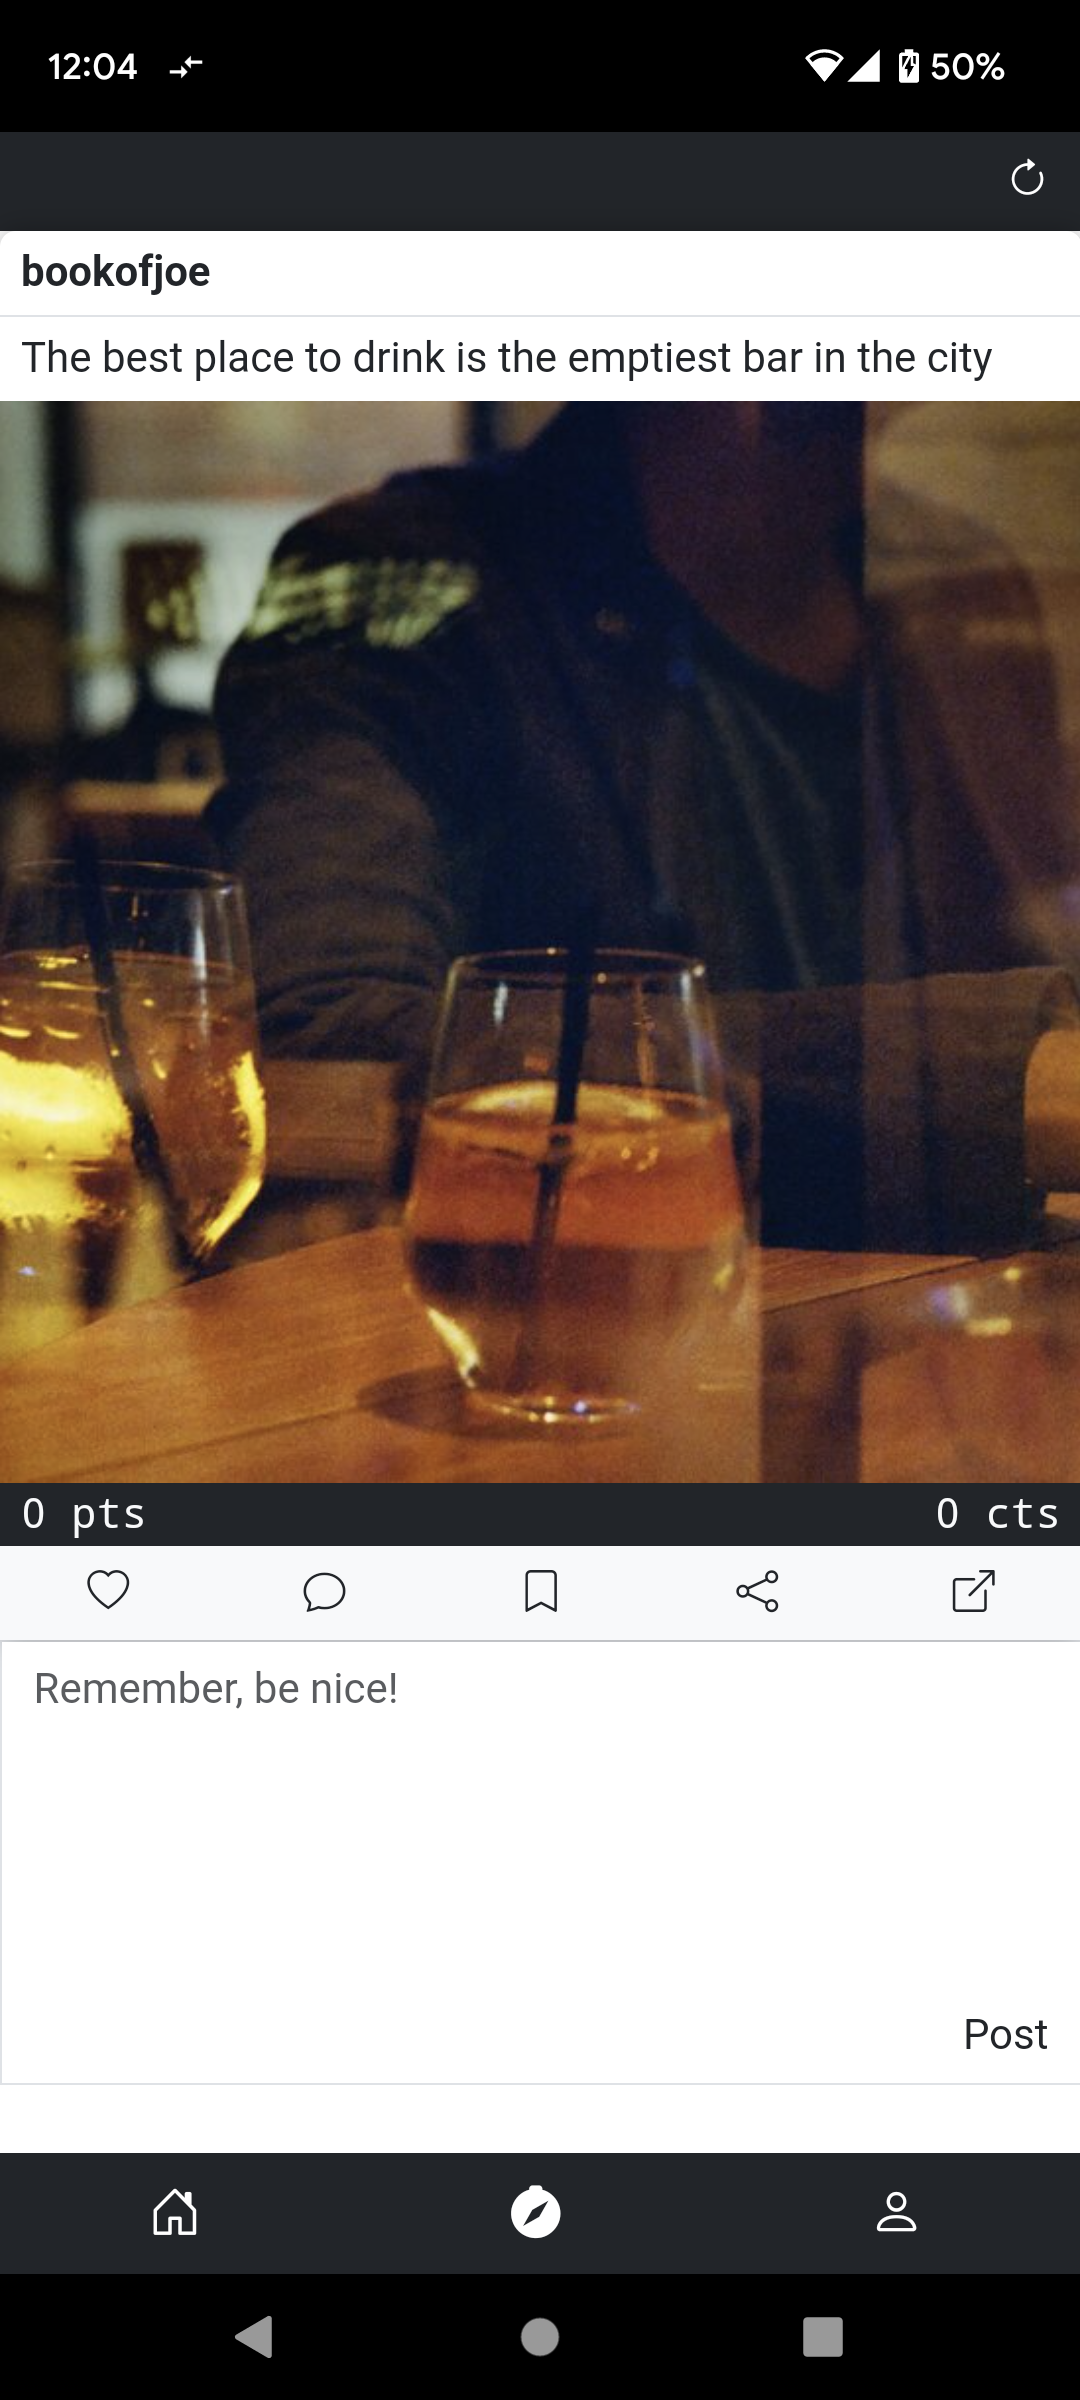 12:04
50%
bookofjoe
The best place to drink is the emptiest bar in the city
0 pts
0 cts
Remember, be nice!
Post